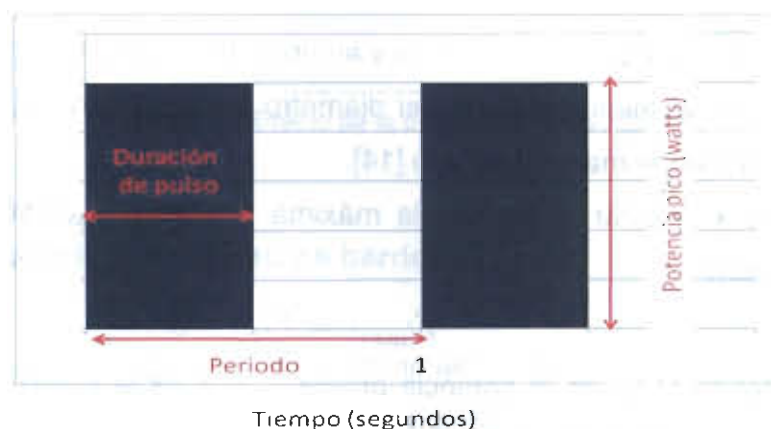 Duración
de pulso
Potencia pico (watts)
Periodo
1
Tiempo (segundos)